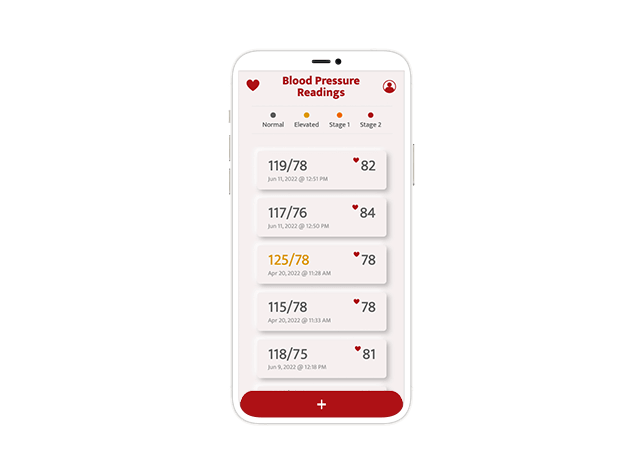 Blood Pressure
Readings
Normal Elevated Stage 1 Stage 2
119/78 82
Jun 11, 2022 @ 12:51 PM
117/76 84
Jun 11, 2022 @ 12:50 PM
125/78 78
Apr 20, 2022 @ 11:28 AM
115/78 78
Apr 20, 2022 @ 11:33 AM
118/75 81
Jun 9, 2022 @ 12:18 PM
+